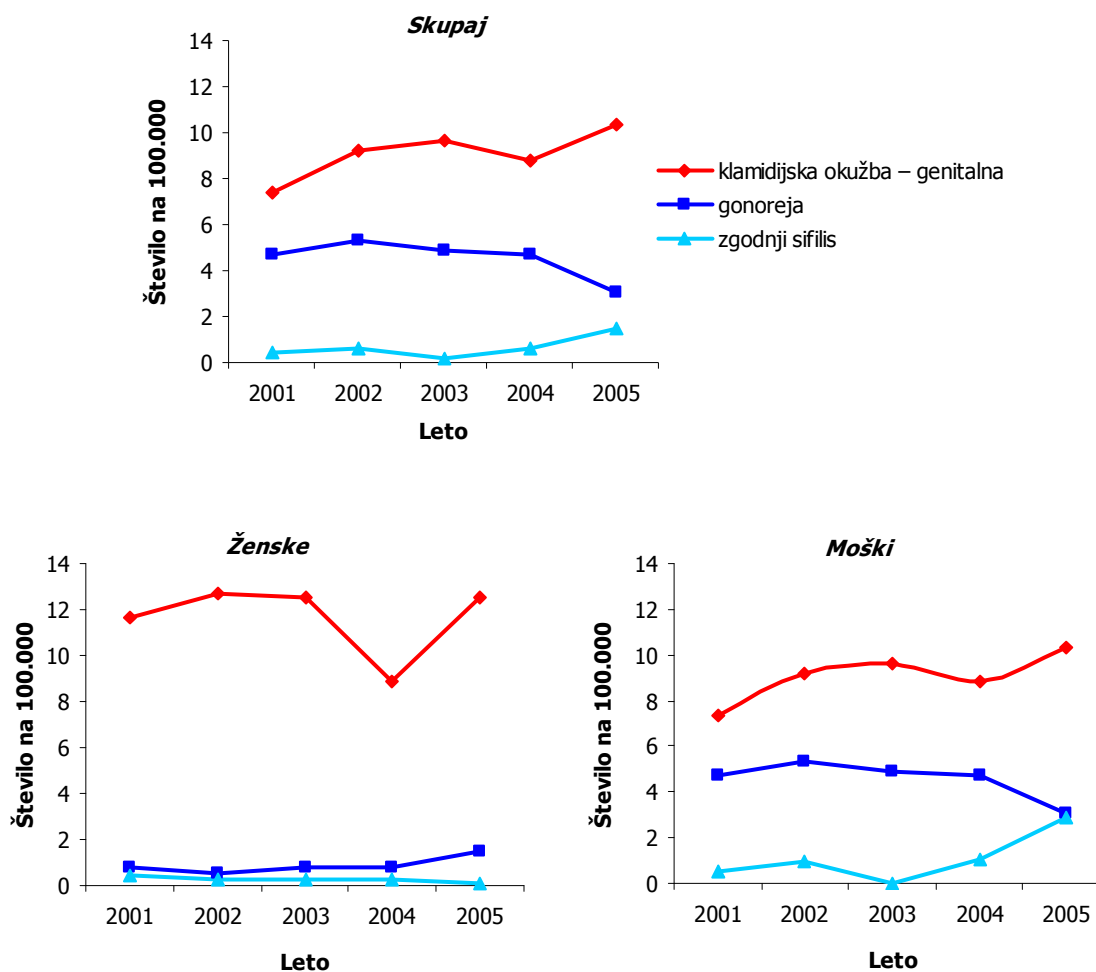 Skupaj
Število na 100.000
14
12
10
8
6
4
2
0
2001 2002 2003 2004 2005
Leto
klamidijska okužba – genitalna
gonoreja
zgodnji sifilis
Ženske
Število na 100.000
14
12
10
8
6
4
2
0
2001 2002 2003 2004 2005
Leto
Moški
Število na 100.000
14
12
10
8
6
4
2
0
2001 2002 2003 2004 2005
Leto